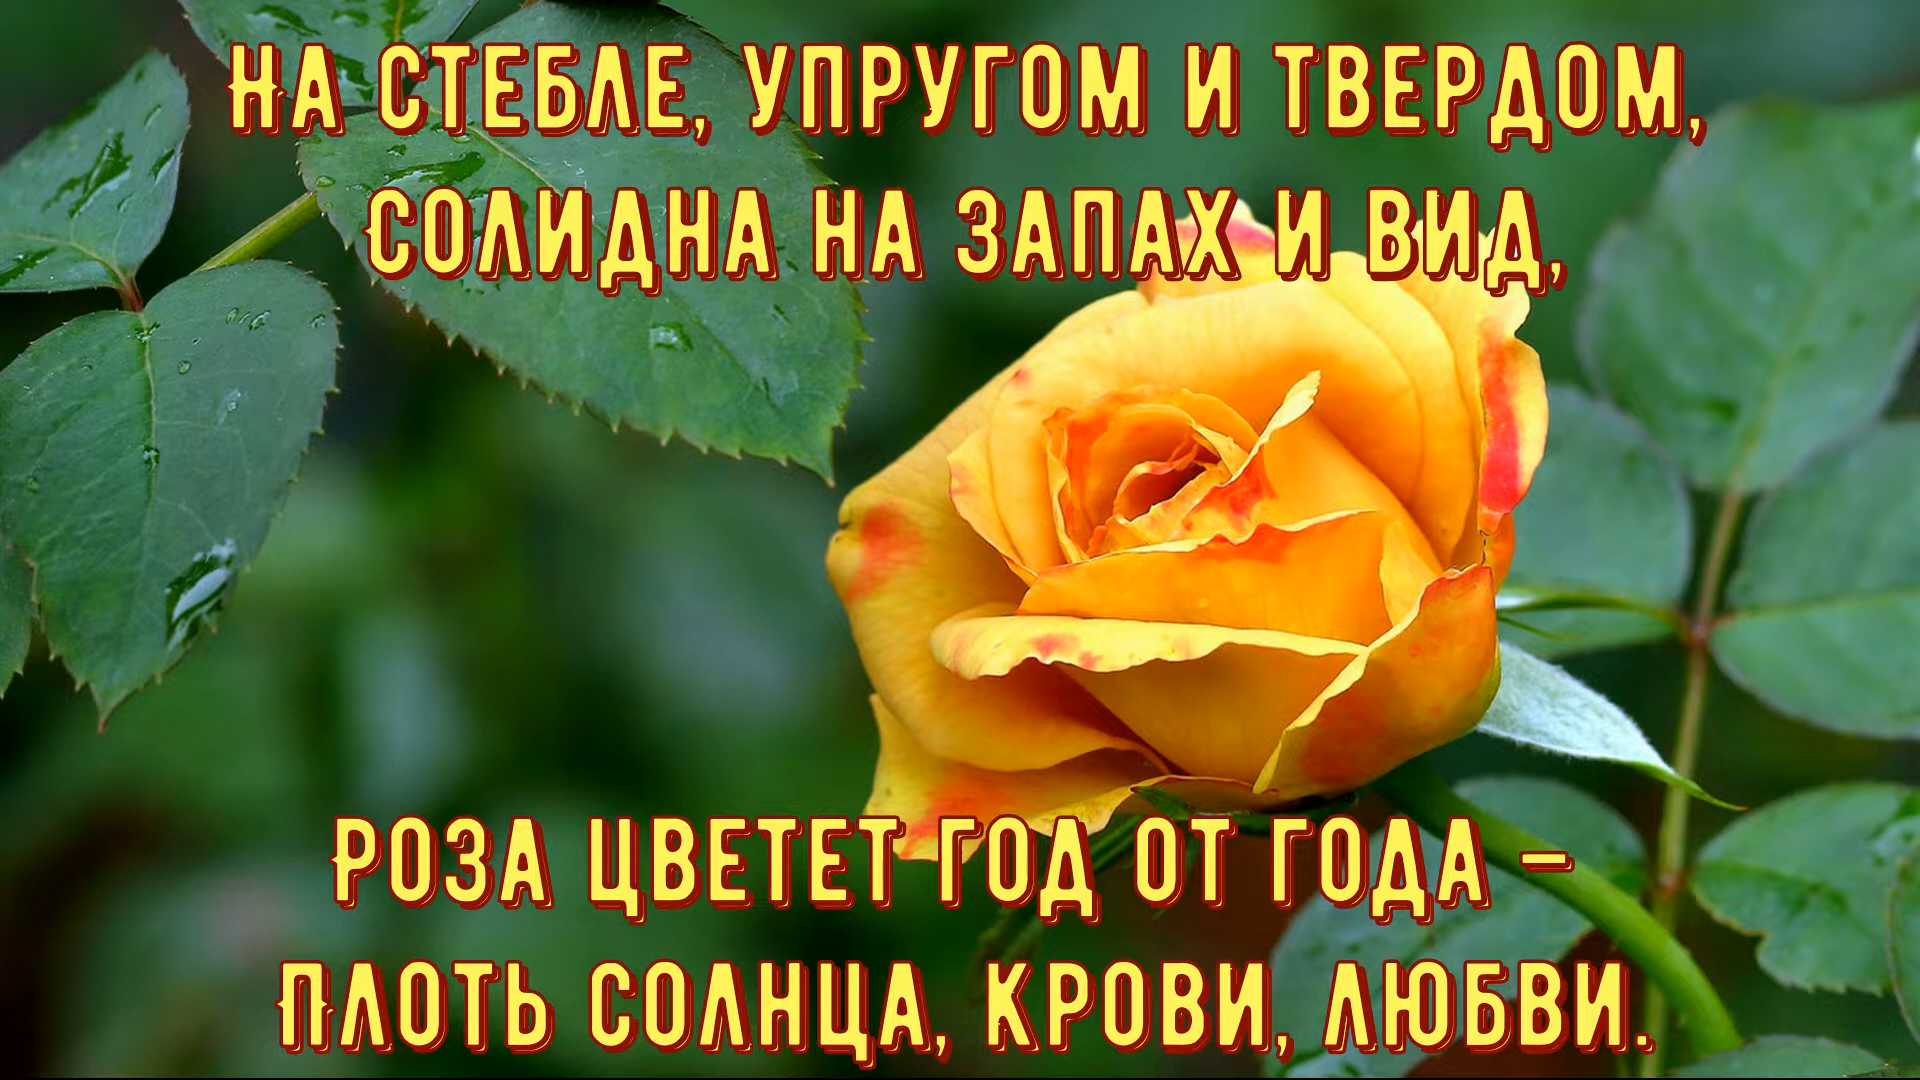 На стебле, упругом и твердом,
Солидна на запах и вид,
Роза цветет год от года –
Плоть солнца, крови, любви.